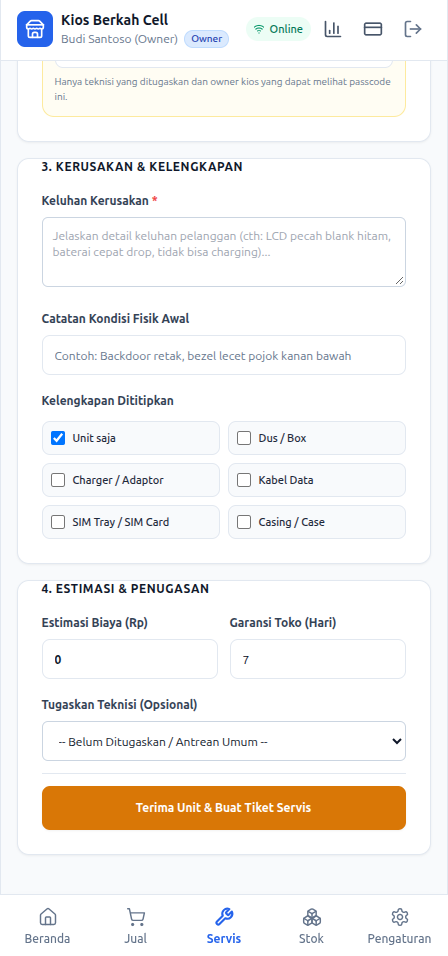 Kios Berkah Cell
Budi Santoso (Owner) Owner
Online
Hanya teknisi yang ditugaskan dan owner kios yang dapat melihat passcode
ini.
3. KERUSAKAN & KELENGKAPAN
Keluhan Kerusakan *
Jelaskan detail keluhan pelanggan (cth: LCD pecah blank hitam,
baterai cepat drop, tidak bisa charging)...
Catatan Kondisi Fisik Awal
Contoh: Backdoor retak, bezel lecet pojok kanan bawah
Kelengkapan Dititipkan
Unit saja
Dus / Box
Charger / Adaptor
Kabel Data
SIM Tray / SIM Card
Casing / Case
4. ESTIMASI & PENUGASAN
Estimasi Biaya (Rp)
Garansi Toko (Hari)
0
7
Tugaskan Teknisi (Opsional)
-- Belum Ditugaskan / Antrean Umum --
Terima Unit & Buat Tiket Servis
Beranda
Jual
Servis
Stok
Pengaturan